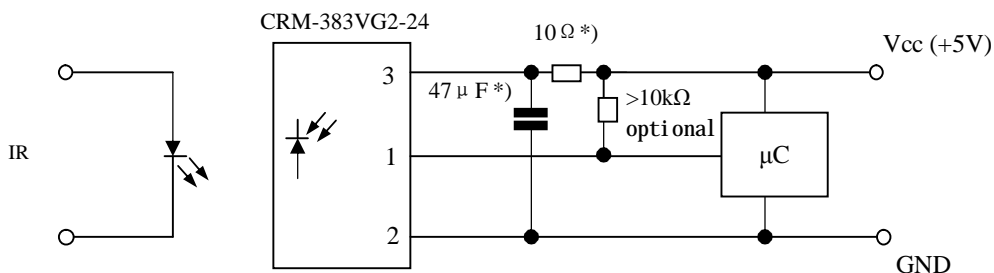 CRM-383VG2-24
10Ω*)
Vcc (+5V)
3
47μF*)
>10kΩ
optional
IR
1
μC
2
GND